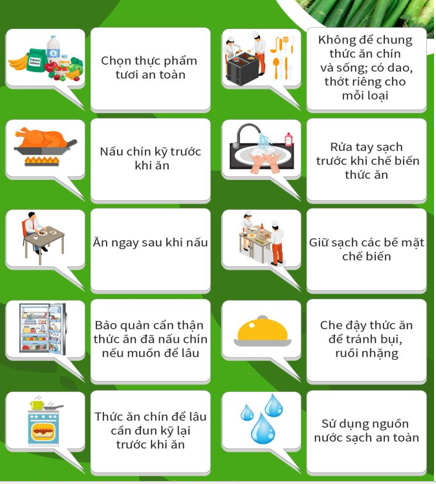 Chọn thực phẩm
tươi an toàn
Nấu chín kỹ trước
khi ăn
Ăn ngay sau khi nấu
Bảo quản cẩn thận
thức ăn đã nấu chín
nếu muốn để lâu
Thức ăn chín để lâu
cần đun kỹ lại
trước khi ăn
Không để chung
thức ăn chín
và sống; có dao,
thớt riêng cho
mỗi loại
Rửa tay sạch
trước khi chế biến
thức ăn
Giữ sạch các bề mặt
chế biến
Che đậy thức ăn
để tránh bụi,
ruồi nhặng
Sử dụng nguồn
nước sạch an toàn